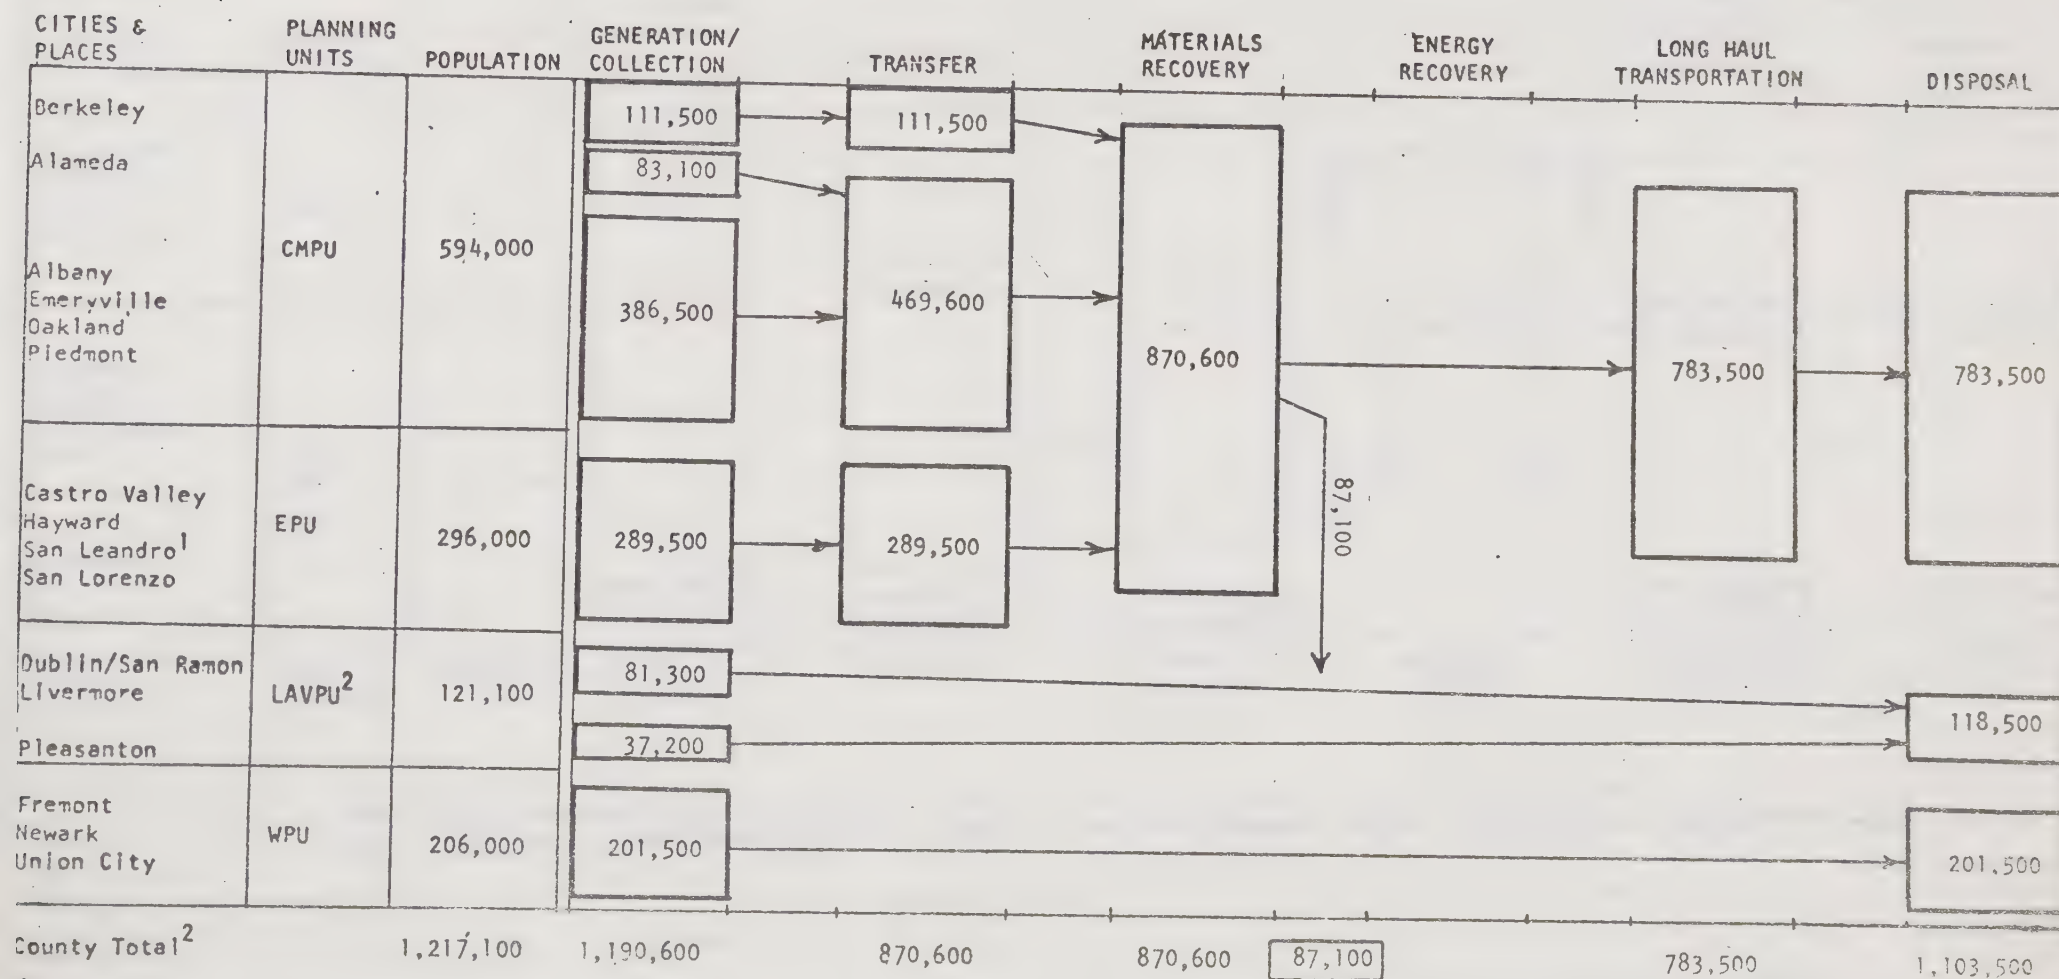 CITIES &
PLACES
PLANNING
UNITS
POPULATION
GENERATION/
COLLECTION
TRANSFER
MATERIALS
RECOVERY
ENERGY
RECOVERY
LONG HAUL
TRANSPORTATION
DISPOSAL
Berkeley
Alameda
Albany
Emeryville
Oakland
Piedmont
CMPU
594,000
111,500
83,100
386,500
111,500
469,600
870,600
783,500
783,500
Castro Valley
Hayward
San Leandro1
San Lorenzo
EPU
296,000
289,500
289,500
87,100
Dublin/San Ramon
Livermore
Pleasanton
LAVPU2
121,100
81,300
37,200
118,500
Fremont
Newark
Union City
WPU
206,000
201,500
201,500
County Total2
1,217,100
1,190,600
870,600
870,600
87,100
783,500
1,103,500